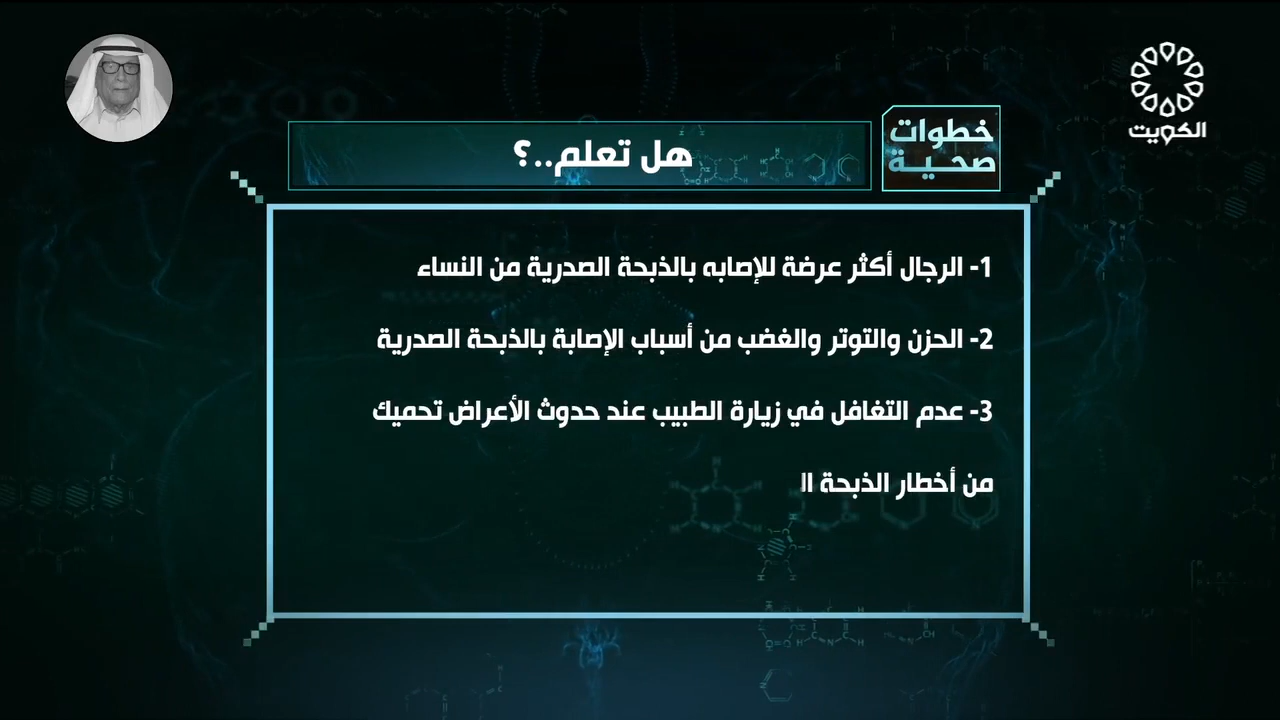 الكويت
خطوات
صحية
هل تعلم..؟
1- الرجال أكثر عرضة للإصابه بالذبحة الصدرية من النساء
2- الحزن والتوتر والغضب من أسباب الإصابة بالذبحة الصدرية
3- عدم التغافل في زيارة الطبيب عند حدوث الأعراض تحميك
من أخطار الذبحة ال